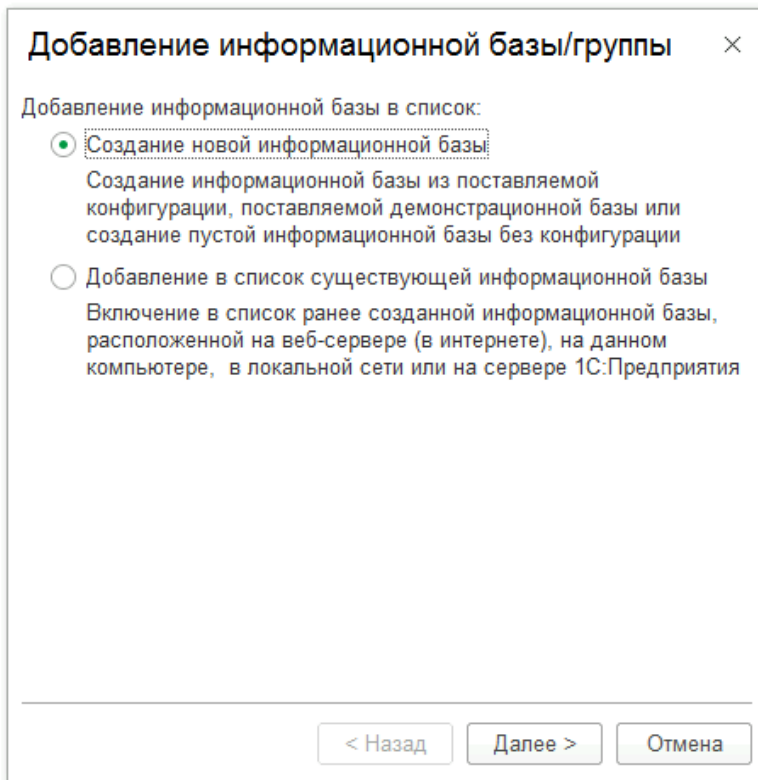 Добавление информационной базы/группы
Добавление информационной базы в список:
Создание новой информационной базы
Создание информационной базы из поставляемой
конфигурации, поставляемой демонстрационной базы или
создание пустой информационной базы без конфигурации
Добавление в список существующей информационной базы
Включение в список ранее созданной информационной базы,
расположенной на веб-сервере (в интернете), на данном
компьютере,  в локальной сети или на сервере 1С:Предприятия
< Назад
Далее >
Отмена